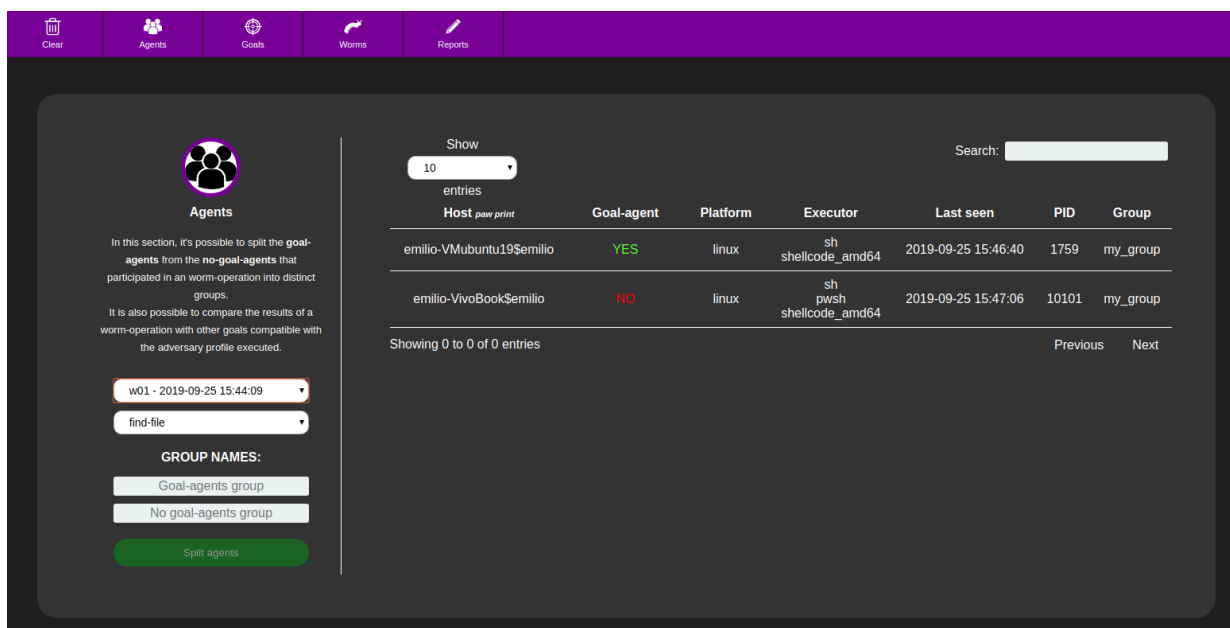 Clear Agents Goals Worms Reports
Agents
In this section, it's possible to split the goal-
agents from the no-goal-agents that
participated in an worm-operation into distinct
groups.
It is also possible to compare the results of a
worm-operation with other goals compatible with
the adversary profile executed.
w01 - 2019-09-25 15:44:09
find-file
GROUP NAMES:
Goal-agents group
No goal-agents group
Split agents
Show
10
entries
Search:
Host paw print Goal-agent Platform Executor Last seen PID Group
emilio-VMubuntu19$emilio YES linux sh shellcode_amd64 2019-09-25 15:46:40 1759 my_group
emilio-VivoBook$emilio NO linux sh pwsh shellcode_amd64 2019-09-25 15:47:06 10101 my_group
Showing 0 to 0 of 0 entries
Previous Next